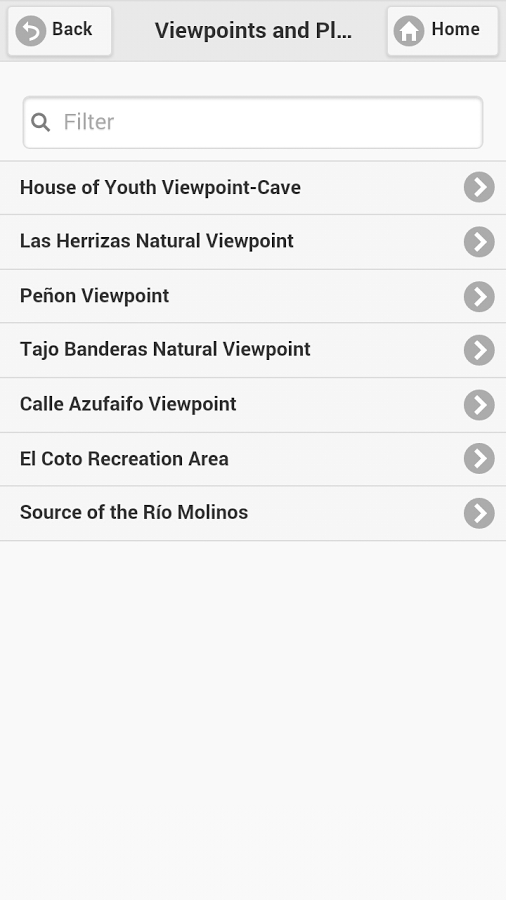 Back
Viewpoints and Pl...
Home
Filter
House of Youth Viewpoint-Cave
Las Herrizas Natural Viewpoint
Peñon Viewpoint
Tajo Banderas Natural Viewpoint
Calle Azufaifo Viewpoint
El Coto Recreation Area
Source of the Río Molinos